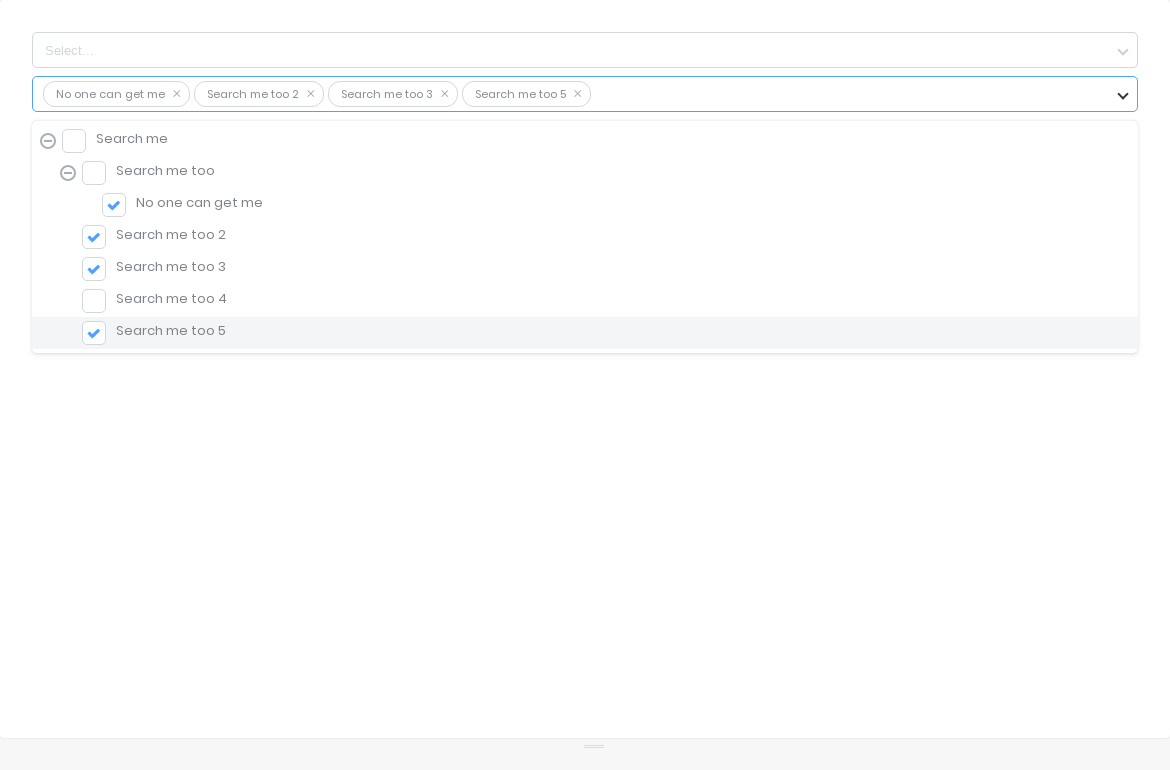 Select...
No one can get me × Search me too 2 × Search me too 3 × Search me too 5 ×
Search me
Search me too
No one can get me
Search me too 2
Search me too 3
Search me too 4
Search me too 5